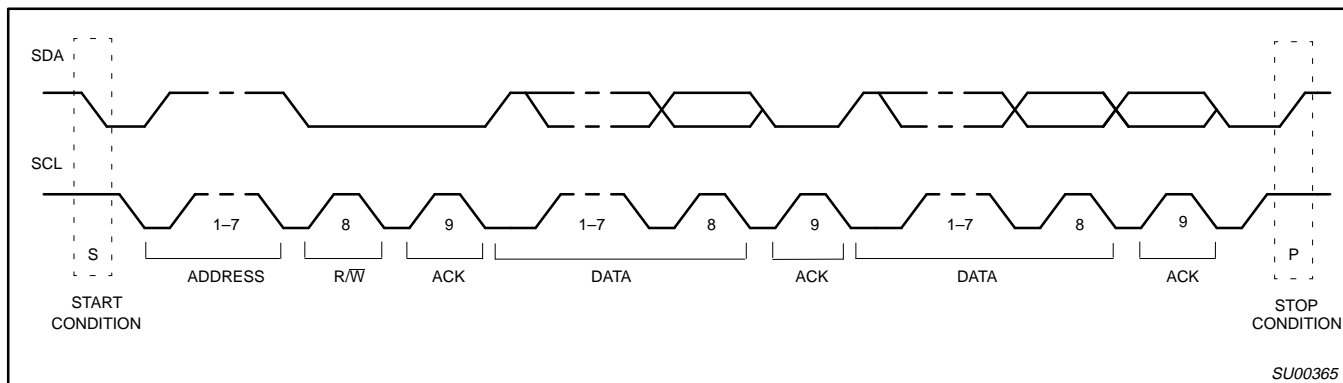 SDA
SCL
1–7 8 9 1–7 8 9 1–7 8 9
S P
ADDRESS R/W̅ ACK DATA ACK DATA ACK
START
CONDITION
STOP
CONDITION
SU00365